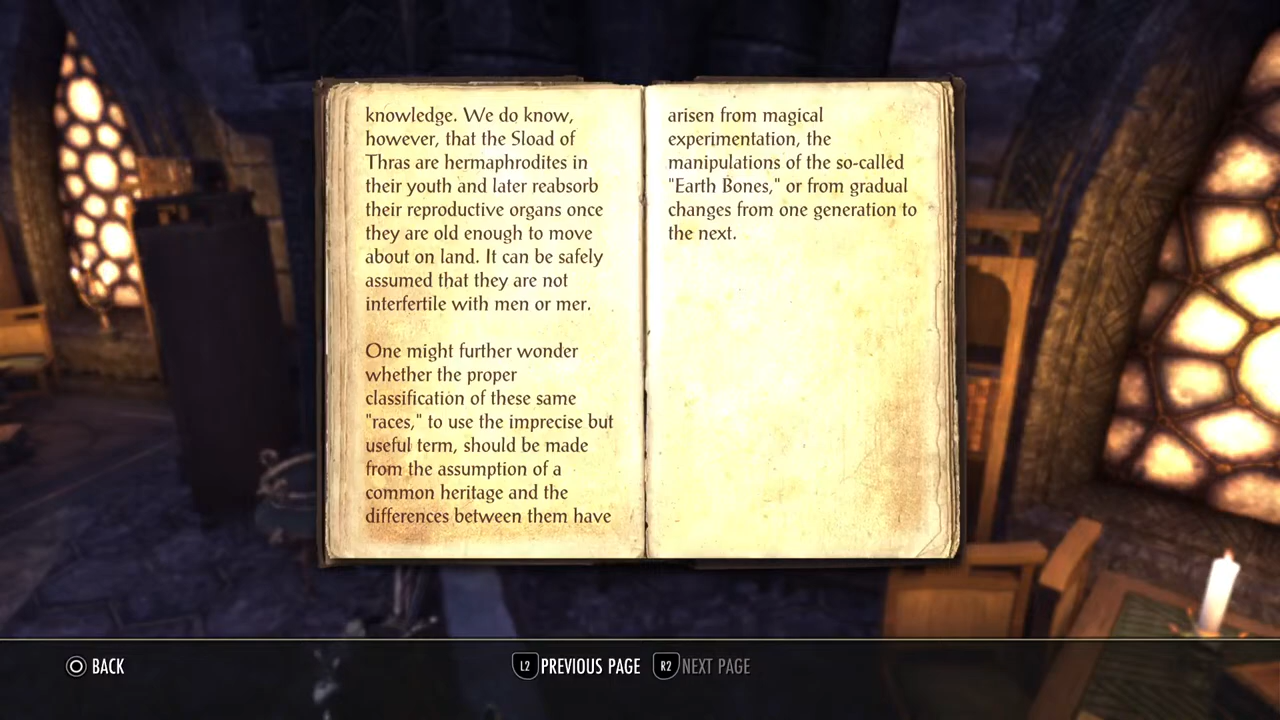 knowledge. We do know,
however, that the Sload of
Thras are hermaphrodites in
their youth and later reabsorb
their reproductive organs once
they are old enough to move
about on land. It can be safely
assumed that they are not
interfertile with men or mer.
One might further wonder
whether the proper
classification of these same
"races," to use the imprecise but
useful term, should be made
from the assumption of a
common heritage and the
differences between them have
arisen from magical
experimentation, the
manipulations of the so-called
"Earth Bones," or from gradual
changes from one generation to
the next.
BACK
L2 PREVIOUS PAGE R2 NEXT PAGE